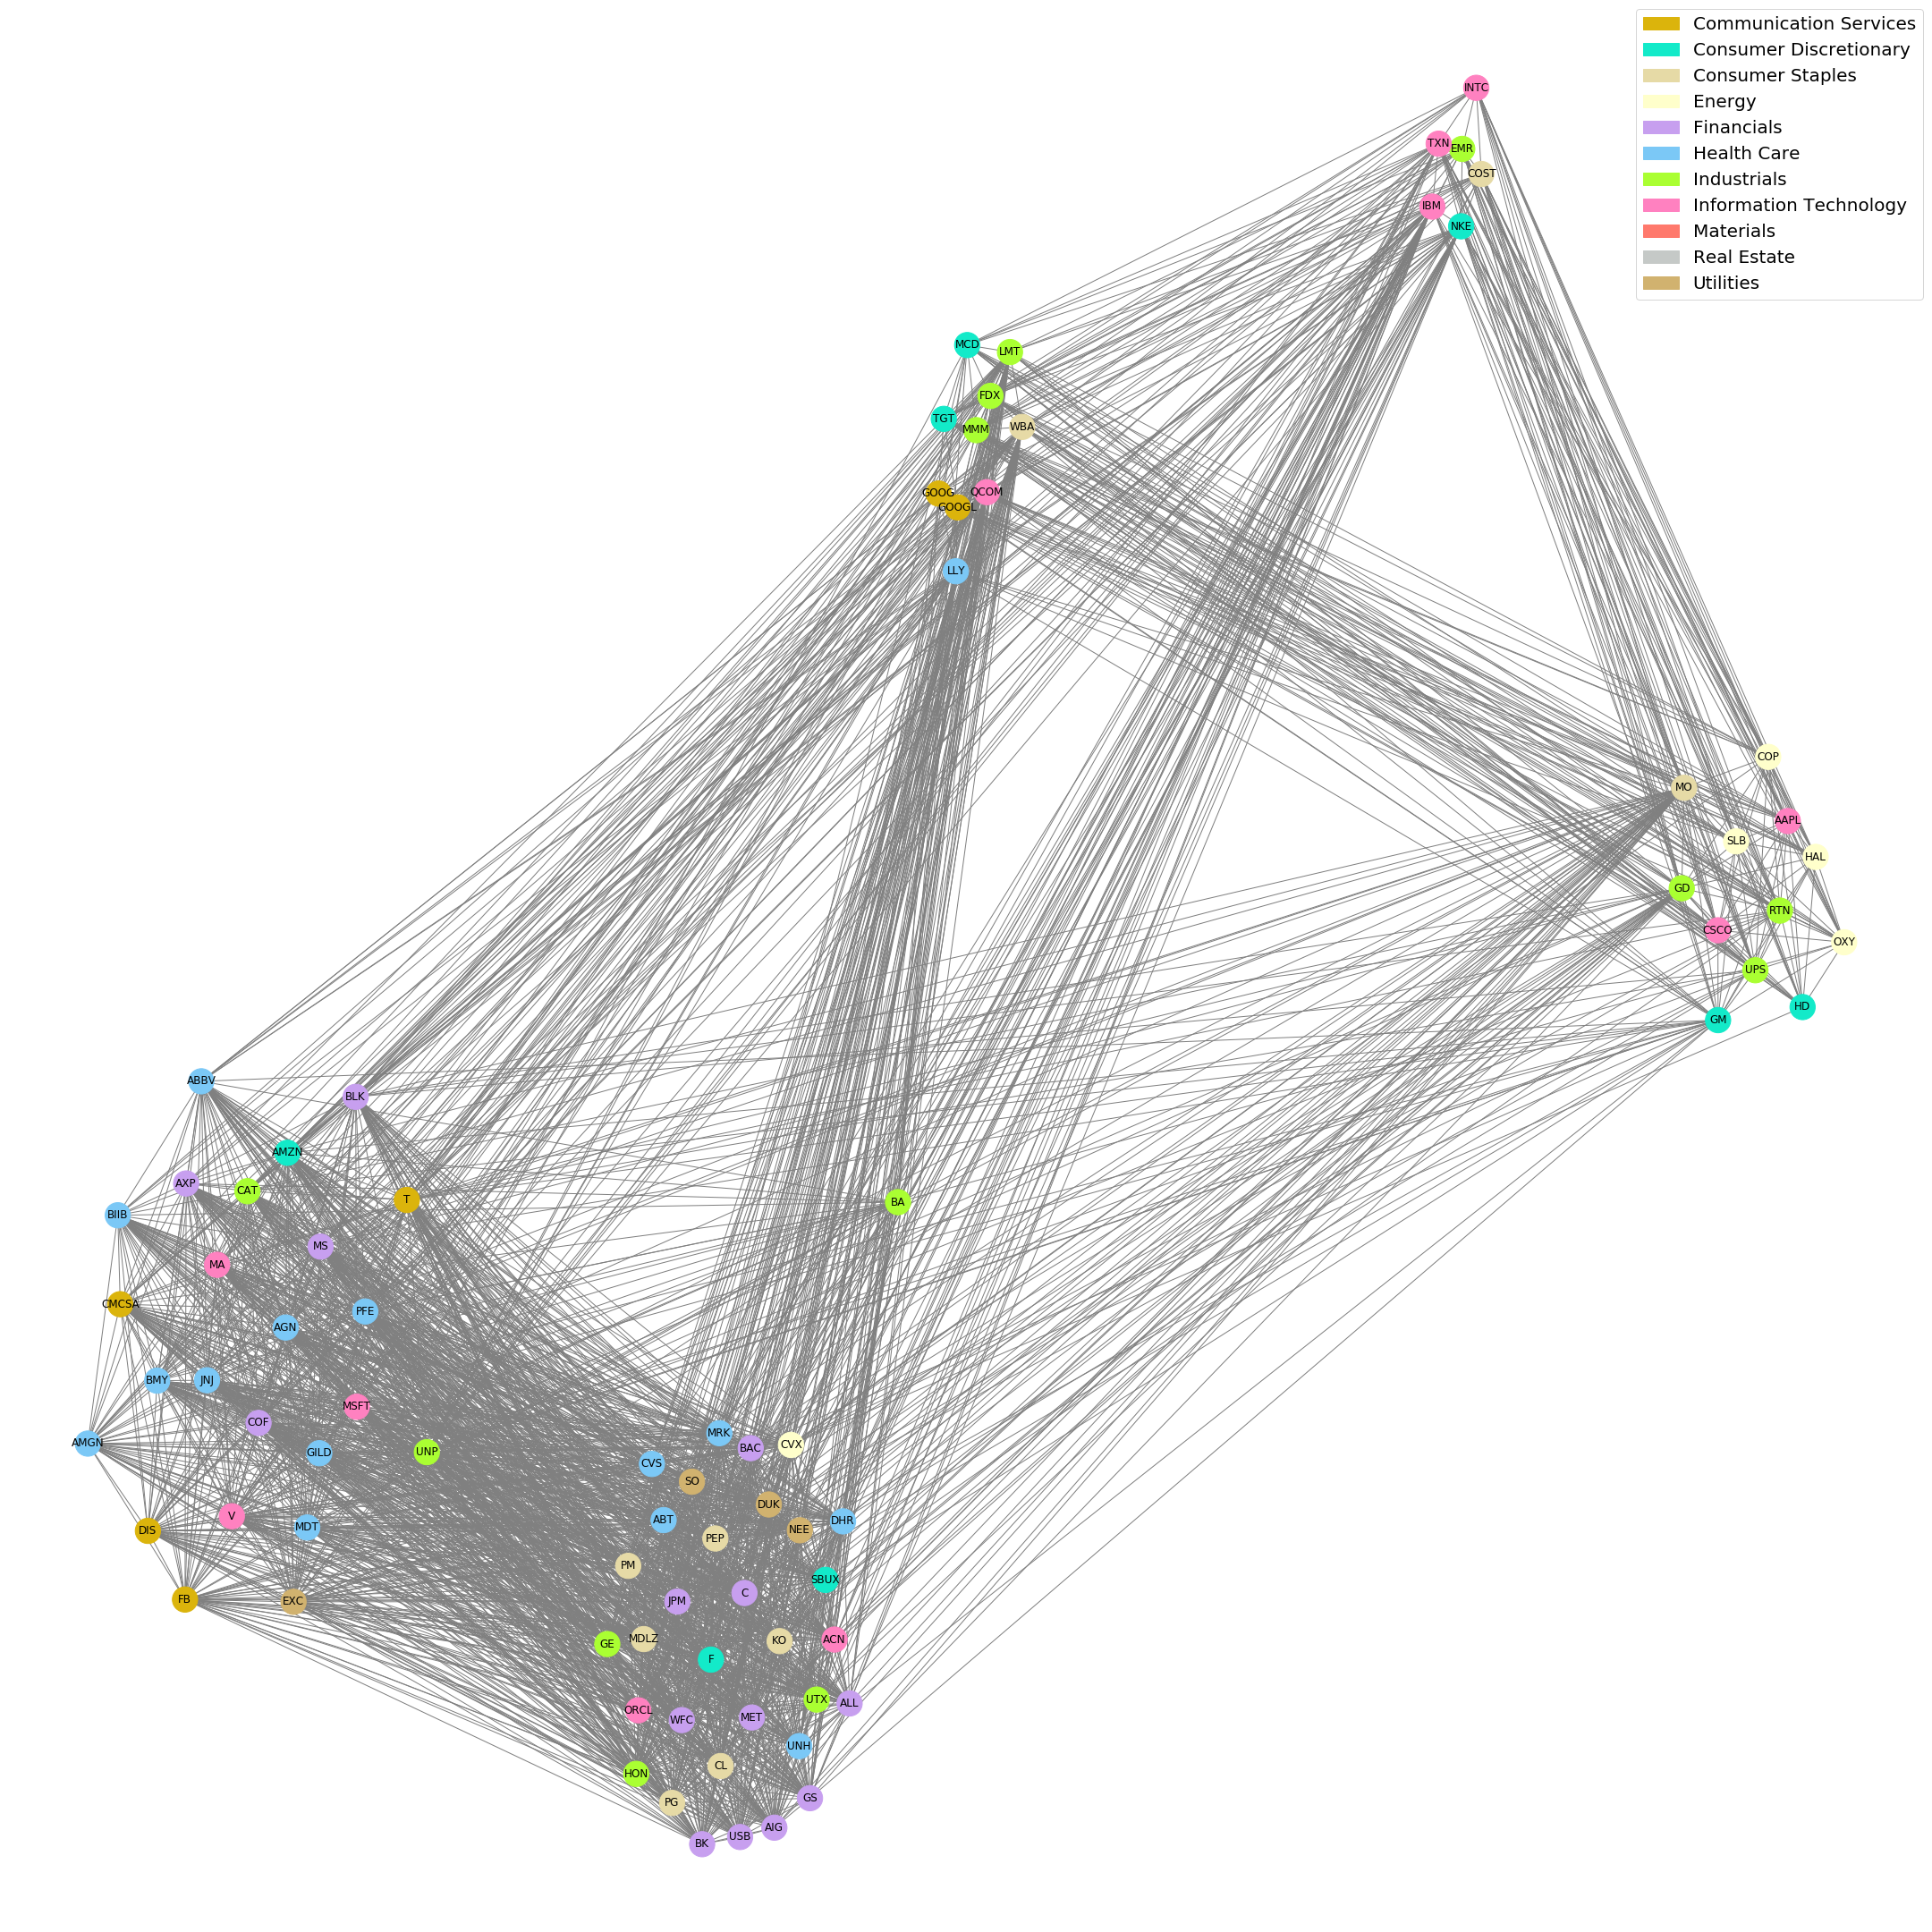 Communication Services
Consumer Discretionary
Consumer Staples
Energy
Financials
Health Care
Industrials
Information Technology
Materials
Real Estate
Utilities
INTC
TXN
EMR
COST
IBM
NKE
MCD
LMT
FDX
TGT
MMM
WBA
GOOG
QCOM
GOOGL
LLY
COP
MO
AAPL
SLB
HAL
GD
RTN
CSCO
OXY
UPS
HD
GM
ABBV
BLK
AMZN
AXP
CAT
T
BA
BIIB
MS
MA
CMCSA
PFE
AGN
BMY
JNJ
MSFT
COF
AMGN
GILD
UNP
V
DIS
MDT
FB
EXC
MRK
BAC
CVX
CVS
SO
DUK
ABT
NEE
DHR
PEP
PM
SBUX
C
JPM
GE
MDLZ
KO
ACN
F
UTX
ALL
ORCL
WFC
MET
UNH
CL
HON
GS
PG
AIG
USB
BK